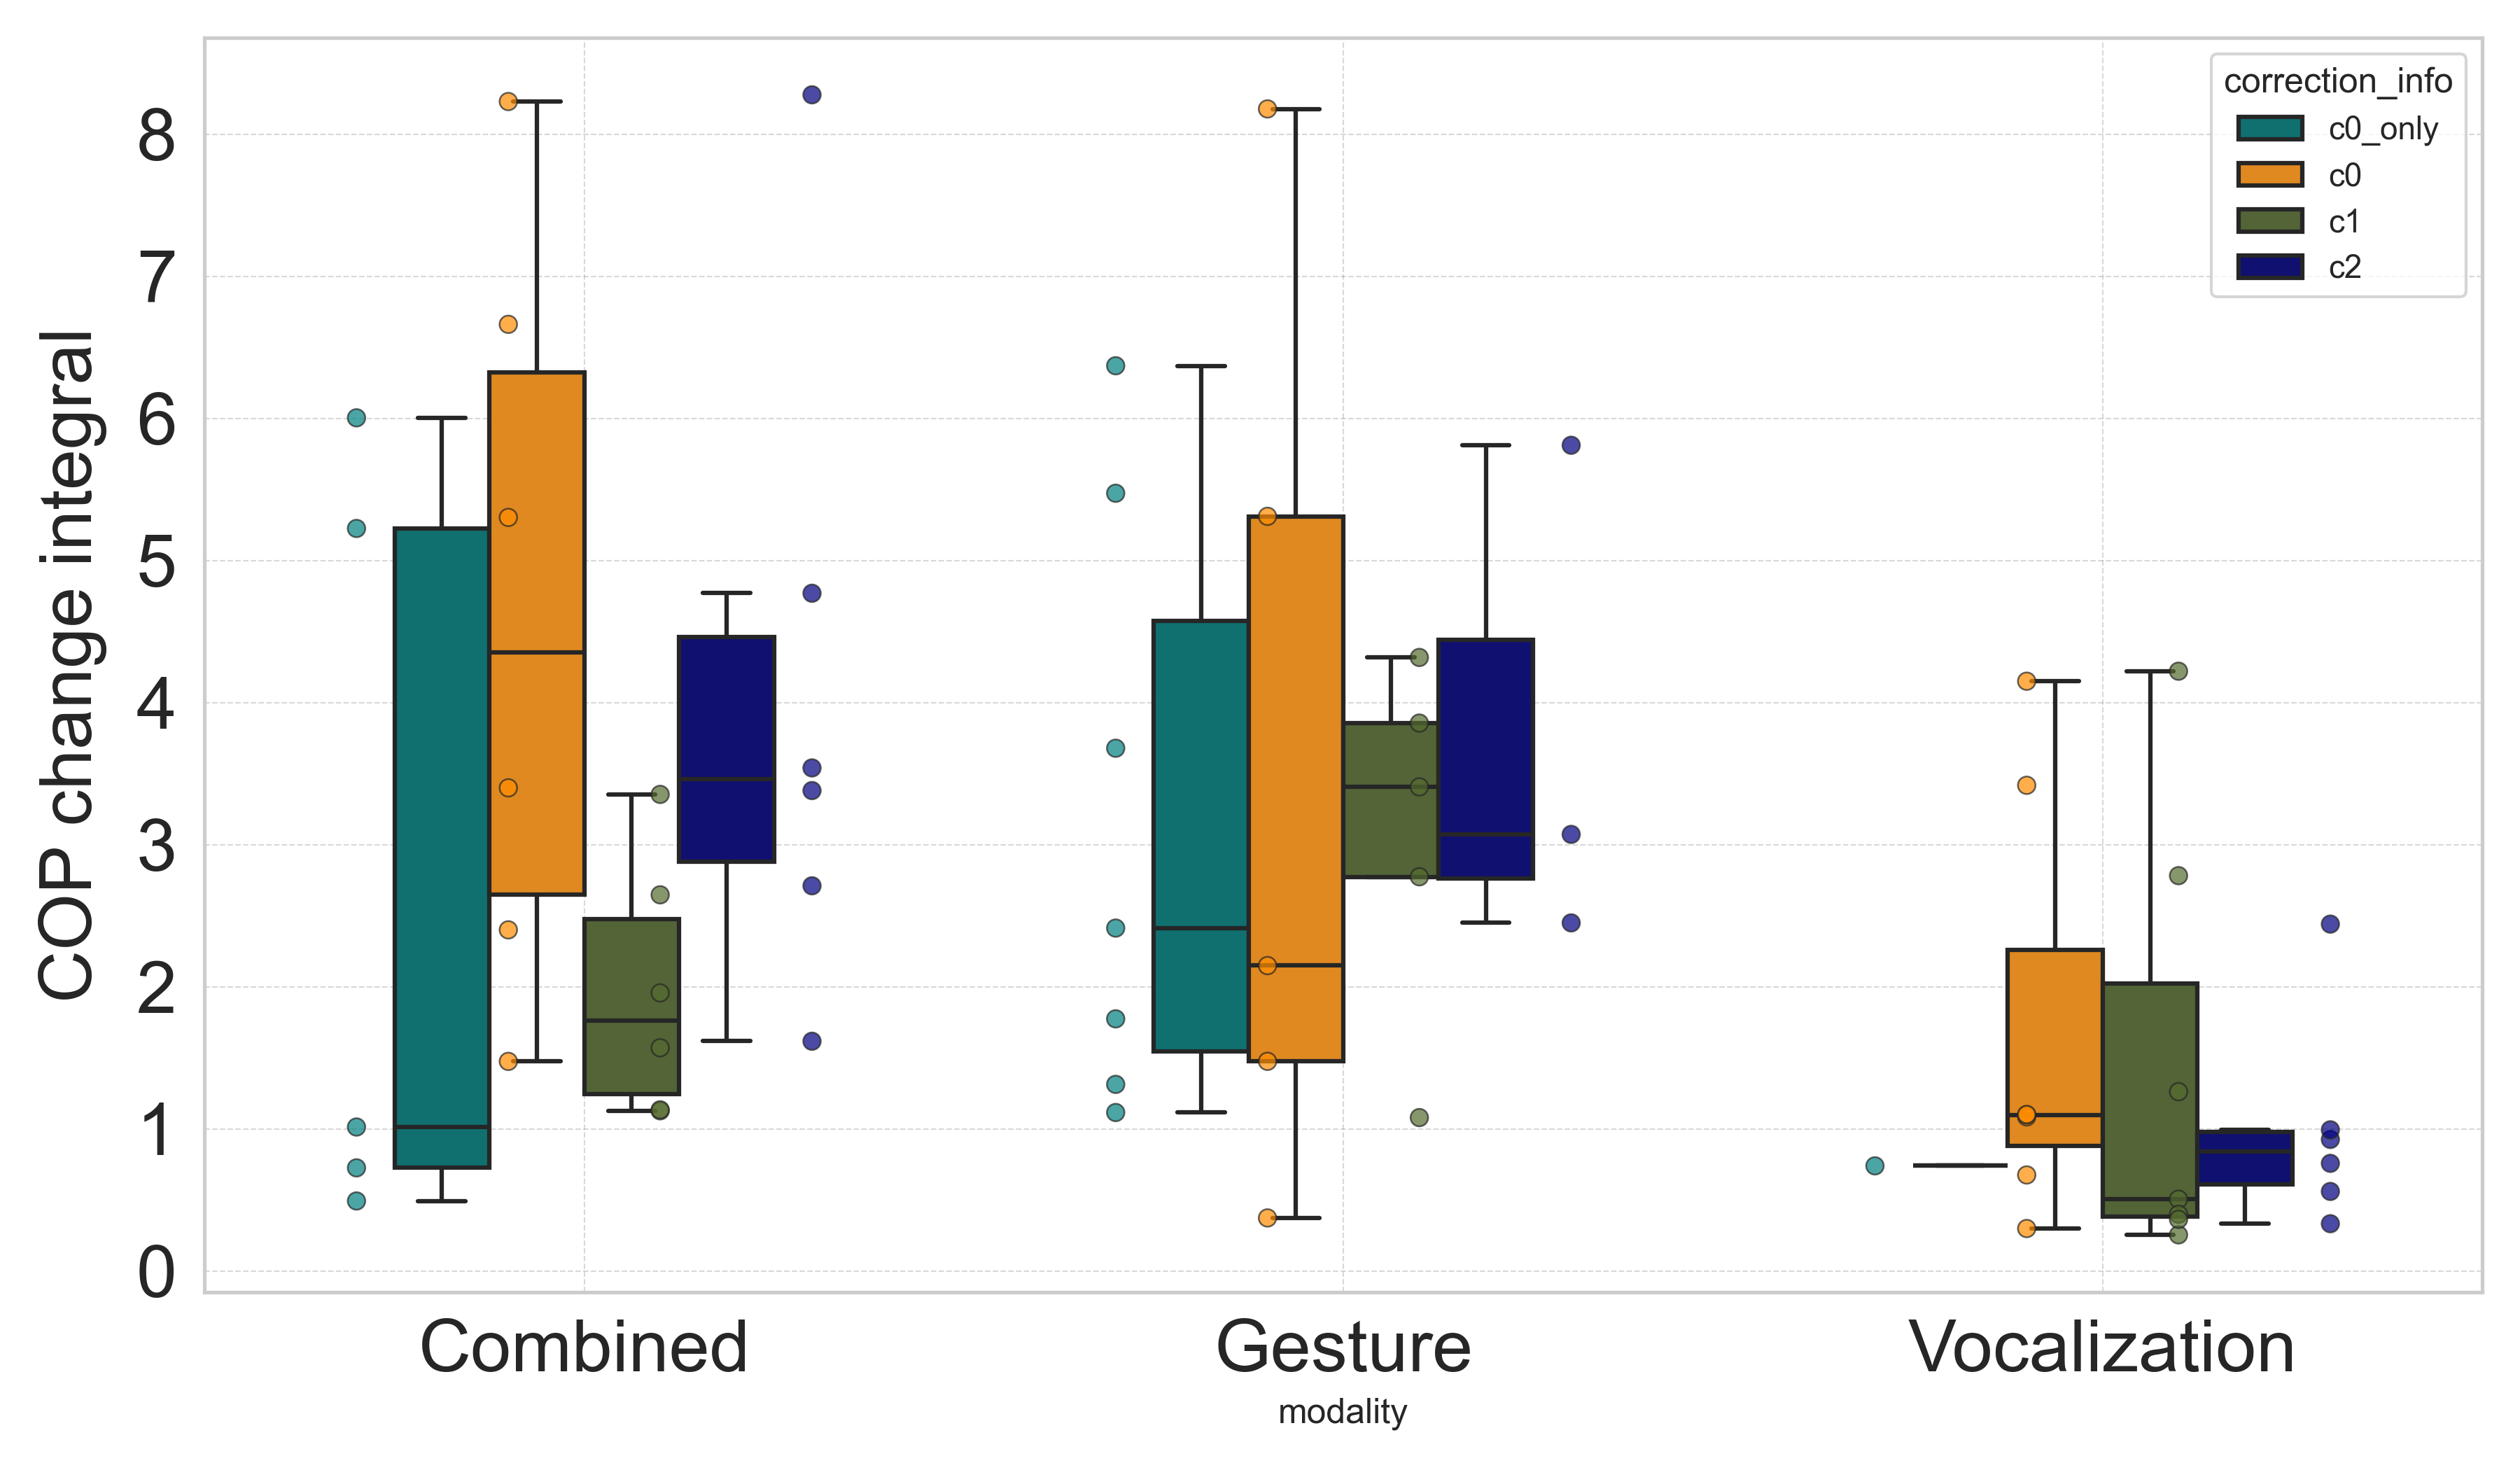 COP change integral
8
7
6
5
4
3
2
1
0
correction_info
c0_only
c0
c1
c2
Combined
Gesture
Vocalization
modality